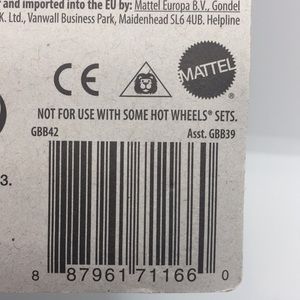 and imported into the EU by: Mattel Europa B.V., Gondel
K. Ltd., Vanwall Business Park, Maidenhead SL6 4UB. Helpline
CE
MATTEL
NOT FOR USE WITH SOME HOT WHEELS® SETS.
GBB42 Asst. GBB39
3.
8 87961 71166 0